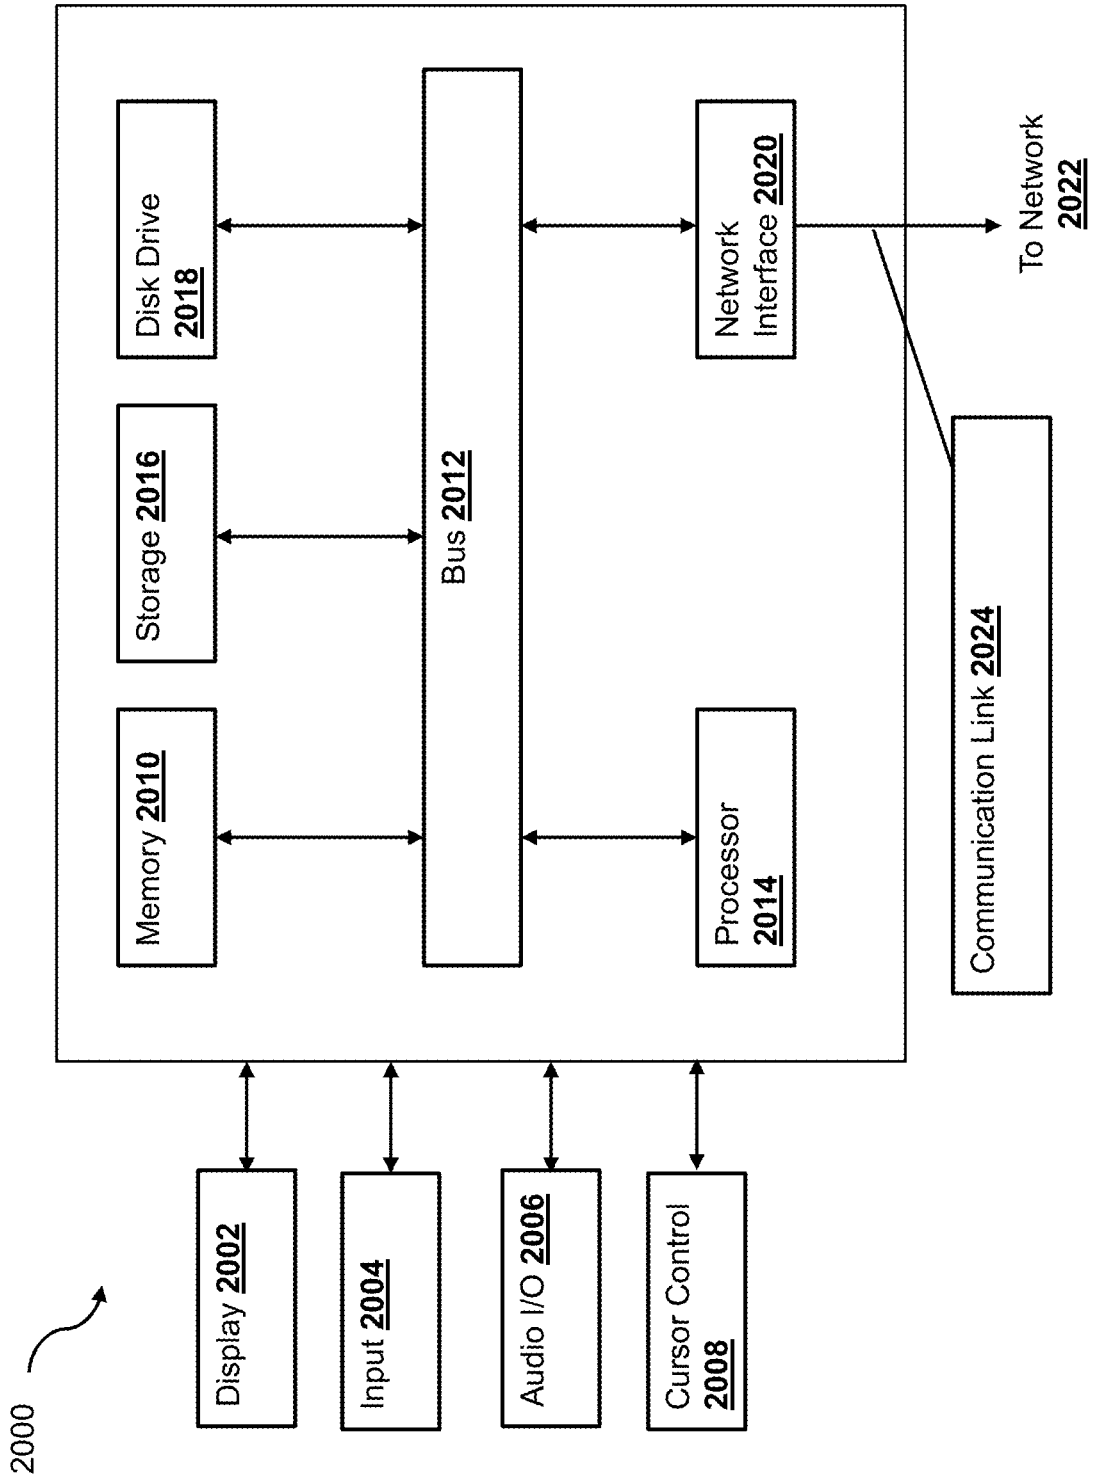 2000
Display 2002
Input 2004
Audio I/O 2006
Cursor Control
2008
Memory 2010
Storage 2016
Disk Drive
2018
Bus 2012
Processor
2014
Network
Interface 2020
Communication Link 2024
To Network
2022